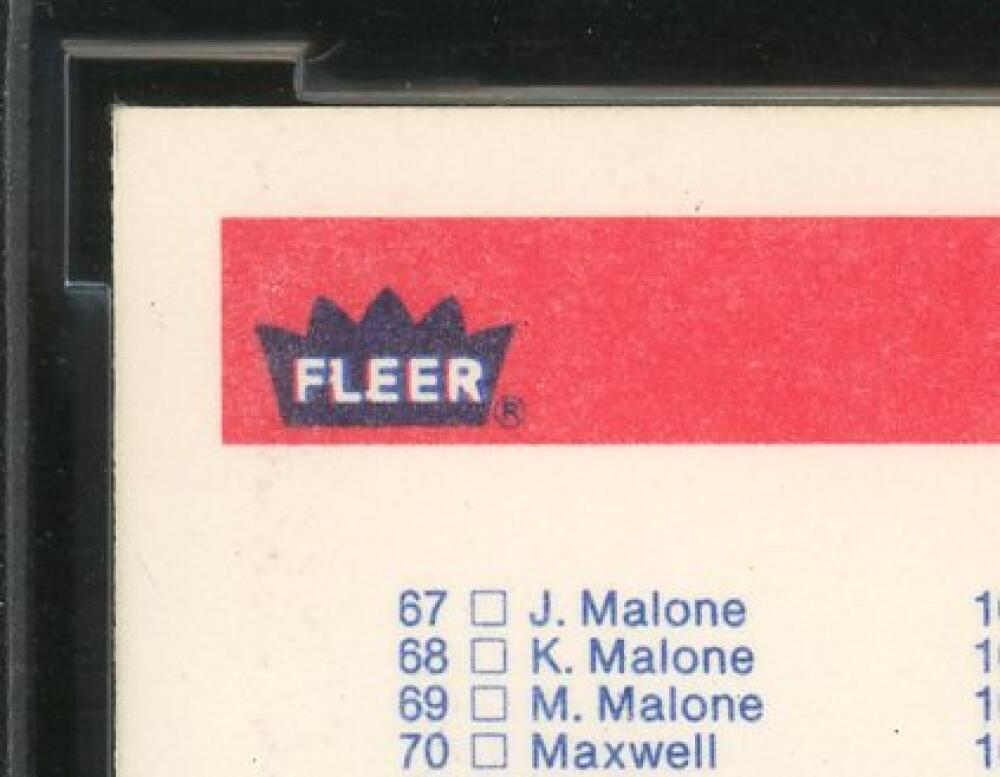 FLEER ®
67 ☐ J. Malone
68 ☐ K. Malone
69 ☐ M. Malone
70 ☐ Maxwell